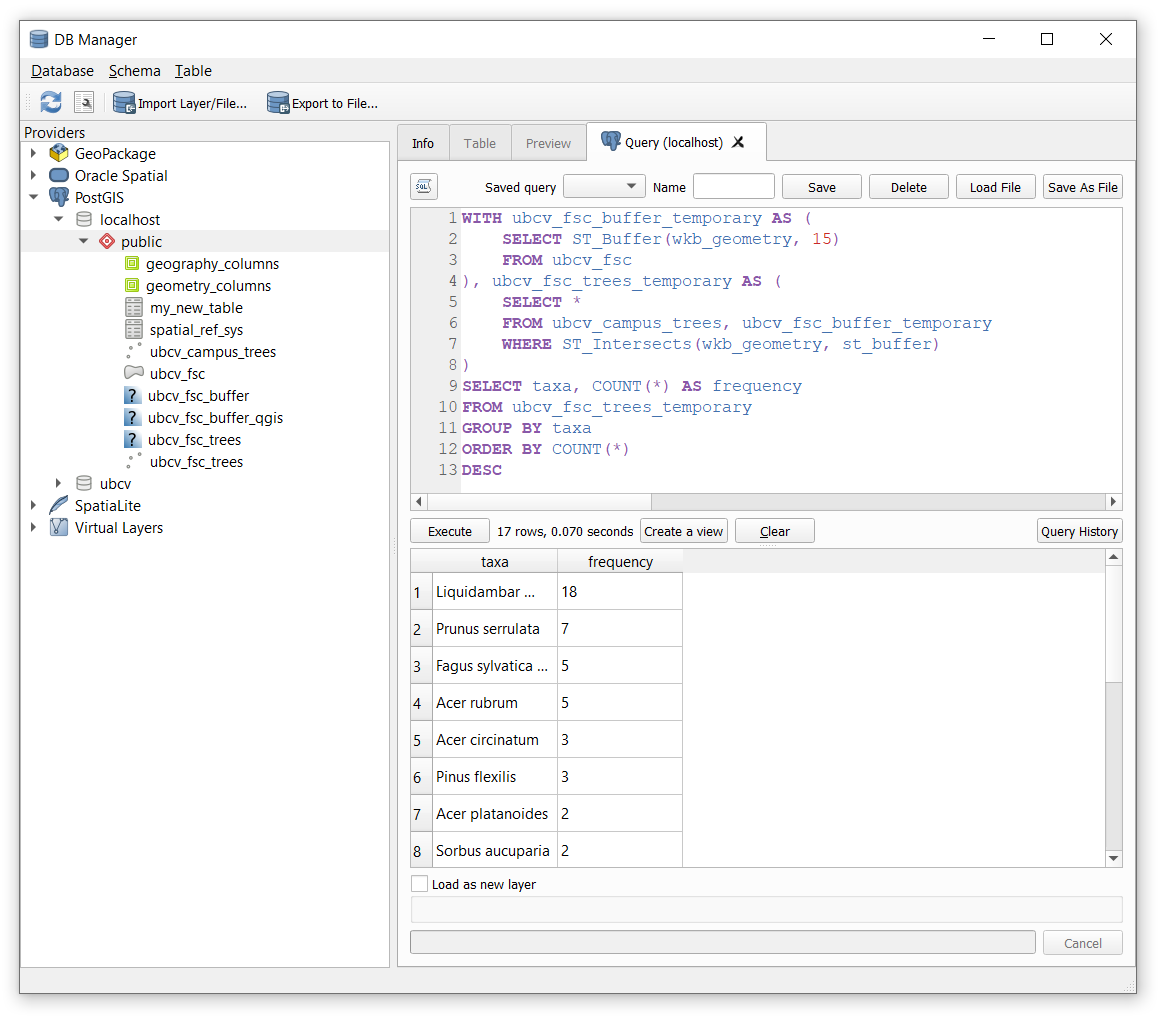 DB Manager
Database Schema Table
Import Layer/File... Export to File...
Providers
GeoPackage
Oracle Spatial
PostGIS
localhost
public
geography_columns
geometry_columns
my_new_table
spatial_ref_sys
ubcv_campus_trees
ubcv_fsc
? ubcv_fsc_buffer
? ubcv_fsc_buffer_qgis
? ubcv_fsc_trees
ubcv_fsc_trees
ubcv
SpatiaLite
Virtual Layers
Info Table Preview Query (localhost)
SQL Saved query Name Save Delete Load File Save As File
1 WITH ubcv_fsc_buffer_temporary AS (
2 SELECT ST_Buffer(wkb_geometry, 15)
3 FROM ubcv_fsc
4 ), ubcv_fsc_trees_temporary AS (
5 SELECT *
6 FROM ubcv_campus_trees, ubcv_fsc_buffer_temporary
7 WHERE ST_Intersects(wkb_geometry, st_buffer)
8 )
9 SELECT taxa, COUNT(*) AS frequency
10 FROM ubcv_fsc_trees_temporary
11 GROUP BY taxa
12 ORDER BY COUNT(*)
13 DESC
Execute 17 rows, 0.070 seconds Create a view Clear Query History
taxa frequency
1 Liquidambar ... 18
2 Prunus serrulata 7
3 Fagus sylvatica ... 5
4 Acer rubrum 5
5 Acer circinatum 3
6 Pinus flexilis 3
7 Acer platanoides 2
8 Sorbus aucuparia 2
Load as new layer
Cancel